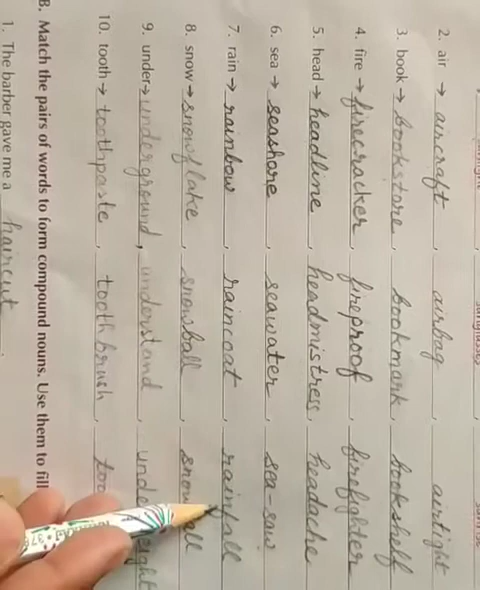 2. air → aircraft, airbag, airtight
3. book → bookstore, bookmark, bookshelf
4. fire → firecracker, fireproof, firefighter
5. head → headline, headmistress, headache
6. sea → seashore, seawater, sea-saw
7. rain → rainbow, raincoat, rainfall
8. snow → snowflake, snowball,
9. under → underground, understand,
10. tooth → toothpaste, toothbrush,
B. Match the pairs of words to form compound nouns. Use them to fill
1. The barber gave me a haircut.